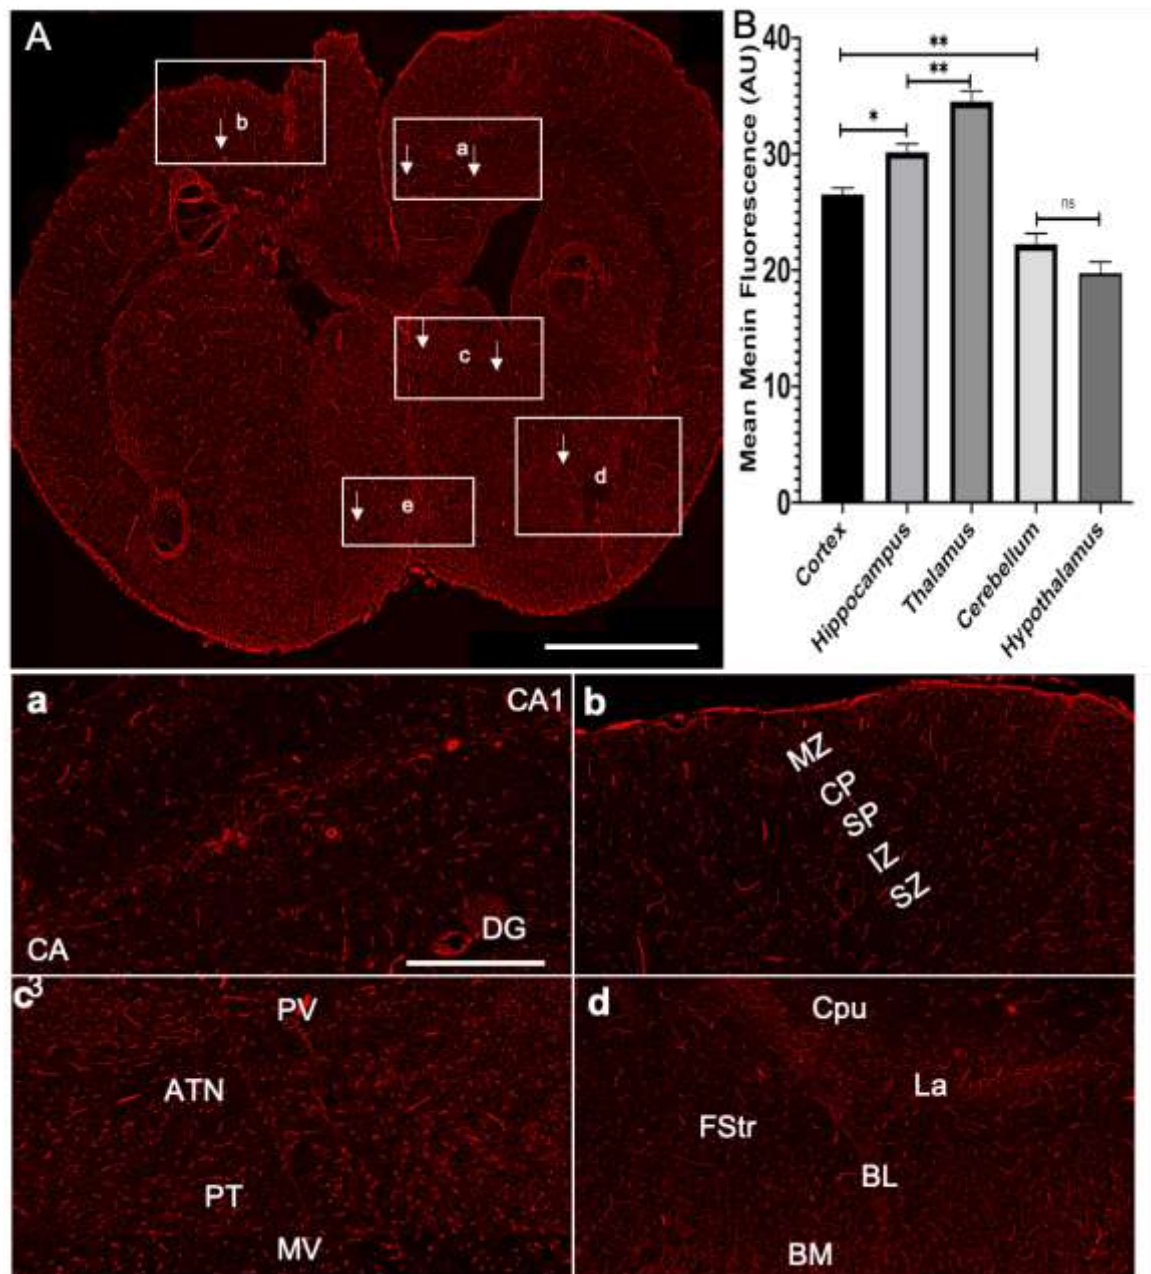 A
b
a
c
d
e
B
Mean Menin Fluorescence (AU)
40
30
20
10
0
**
**
*
ns
Cortex
Hippocampus
Thalamus
Cerebellum
Hypothalamus
a
CA1
CA
3
DG
b
MZ
CP
SP
IZ
SZ
c
PV
ATN
PT
MV
d
Cpu
La
FStr
BL
BM